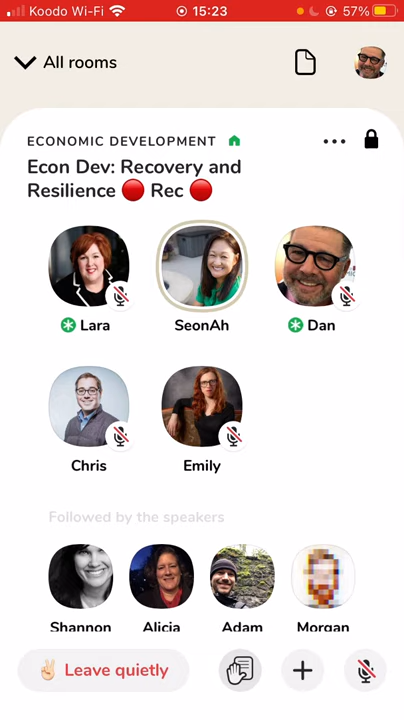 Koodo Wi-Fi 15:23 57%
All rooms
ECONOMIC DEVELOPMENT
Econ Dev: Recovery and
Resilience 🔴 Rec 🔴
Lara SeonAh Dan
Chris Emily
Followed by the speakers
Shannon Alicia Adam Morgan
✌🏻 Leave quietly